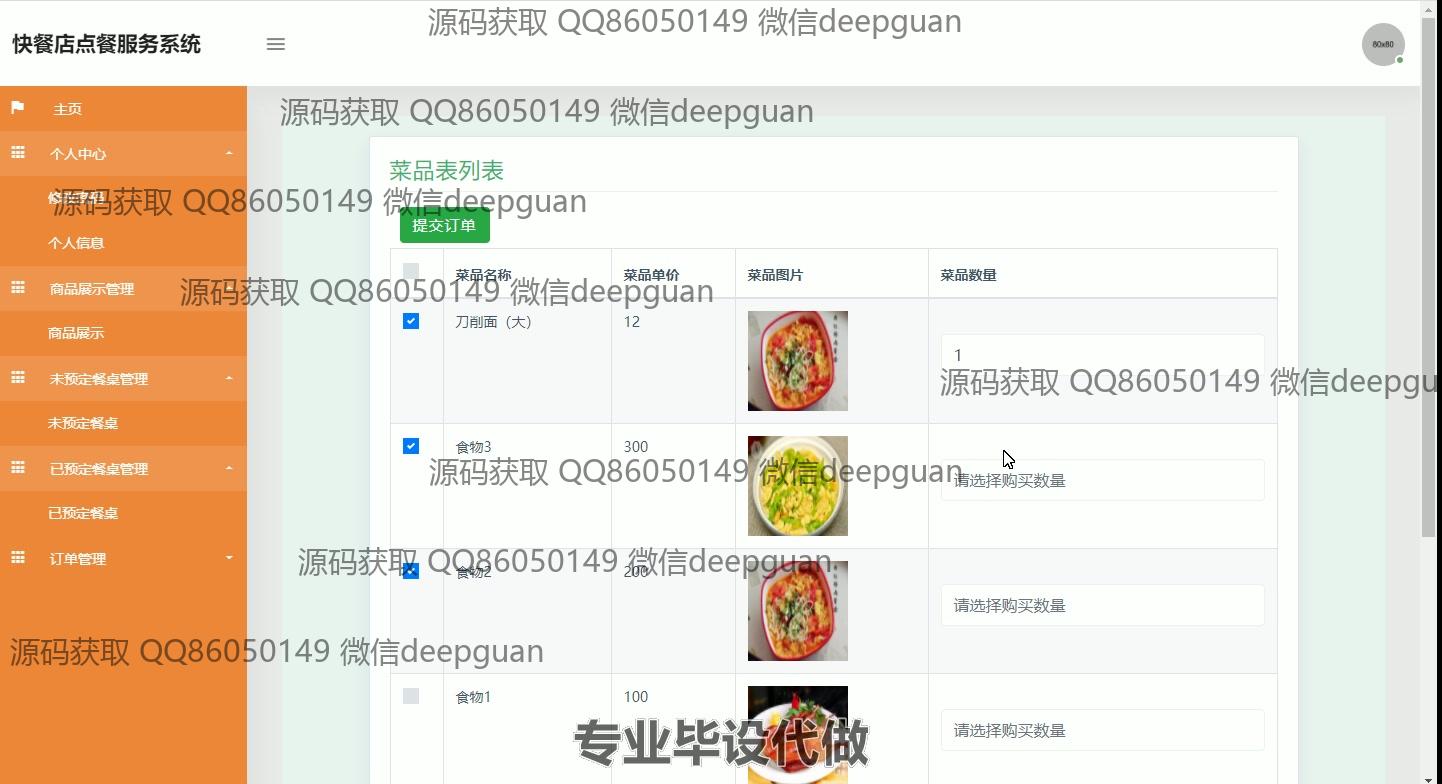 源码获取 QQ86050149 微信deepguan
快餐店点餐服务系统
60x60
主页
源码获取 QQ86050149 微信deepguan
个人中心
菜品表列表
源码获取 QQ86050149 微信deepguan
提交订单
个人信息
商品展示管理
源码获取 QQ86050149 微信deepguan
菜品名称 菜品单价 菜品图片 菜品数量
商品展示
刀削面（大） 12 1
未预定餐桌管理
源码获取 QQ86050149 微信deepgu
未预定餐桌
食物3 300 请选择购买数量
已预定餐桌管理
源码获取 QQ86050149 微信deepguan
已预定餐桌
订单管理
源码获取 QQ86050149 微信deepguan
食物2 200 请选择购买数量
源码获取 QQ86050149 微信deepguan
食物1 100 请选择购买数量
专业毕设代做